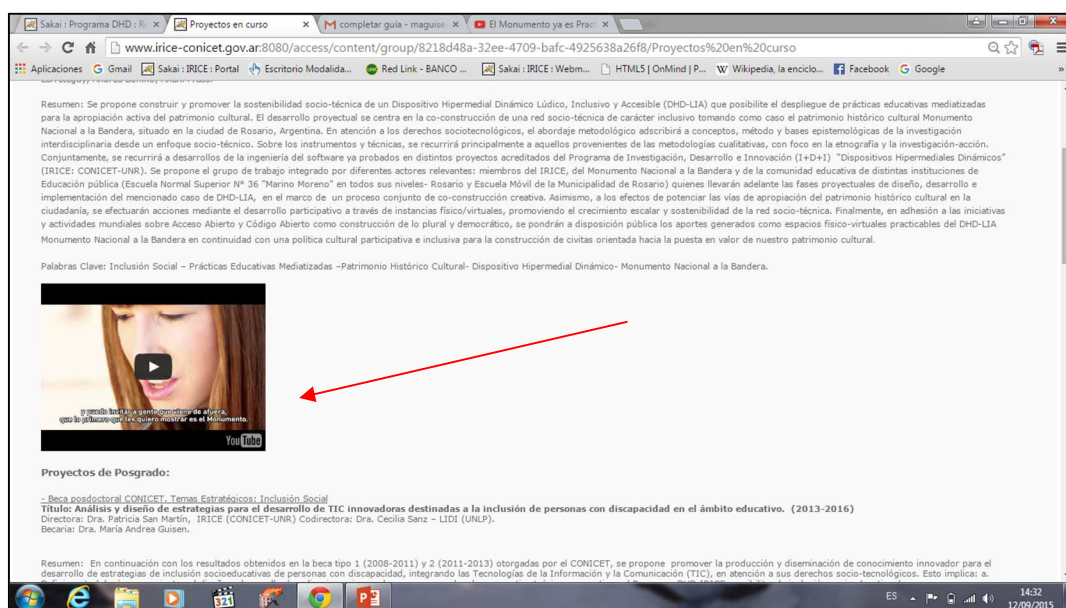 Sakai : Programa DHD : R
Proyectos en curso
completar guia - maguise
El Monumento ya es Pract
www.irice-conicet.gov.ar:8080/access/content/group/8218d48a-32ee-4709-bafc-4925638a26f8/Proyectos%20en%20curso
Aplicaciones
Gmail
Sakai : IRICE : Portal
Escritorio Modalida...
Red Link - BANCO ...
Sakai : IRICE : Webm...
HTML5 | OnMind | P...
Wikipedia, la enciclo...
Facebook
Google
»
Resumen: Se propone construir y promover la sostenibilidad socio-técnica de un Dispositivo Hipermedial Dinámico Lúdico, Inclusivo y Accesible (DHD-LIA) que posibilite el despliegue de prácticas educativas mediatizadas
para la apropiación activa del patrimonio cultural. El desarrollo proyectual se centra en la co-construcción de una red socio-técnica de carácter inclusivo tomando como caso el patrimonio histórico cultural Monumento
Nacional a la Bandera, situado en la ciudad de Rosario, Argentina. En atención a los derechos sociotecnológicos, el abordaje metodológico adscribirá a conceptos, método y bases epistemológicas de la investigación
interdisciplinaria desde un enfoque socio-técnico. Sobre los instrumentos y técnicas, se recurrirá principalmente a aquellos provenientes de las metodologías cualitativas, con foco en la etnografía y la investigación-acción.
Conjuntamente, se recurrirá a desarrollos de la ingeniería del software ya probados en distintos proyectos acreditados del Programa de Investigación, Desarrollo e Innovación (I+D+I) "Dispositivos Hipermediales Dinámicos"
(IRICE: CONICET-UNR). Se propone el grupo de trabajo integrado por diferentes actores relevantes: miembros del IRICE, del Monumento Nacional a la Bandera y de la comunidad educativa de distintas instituciones de
Educación pública (Escuela Normal Superior N° 36 "Marino Moreno" en todos sus niveles- Rosario y Escuela Móvil de la Municipalidad de Rosario) quienes llevarán adelante las fases proyectuales de diseño, desarrollo e
implementación del mencionado caso de DHD-LIA, en el marco de un proceso conjunto de co-construcción creativa. Asimismo, a los efectos de potenciar las vías de apropiación del patrimonio histórico cultural en la
ciudadanía, se efectuarán acciones mediante el desarrollo participativo a través de instancias físico/virtuales, promoviendo el crecimiento escalar y sostenibilidad de la red socio-técnica. Finalmente, en adhesión a las iniciativas
y actividades mundiales sobre Acceso Abierto y Código Abierto como construcción de lo plural y democrático, se pondrán a disposición pública los aportes generados como espacios físico-virtuales practicables del DHD-LIA
Monumento Nacional a la Bandera en continuidad con una política cultural participativa e inclusiva para la construcción de civitas orientada hacia la puesta en valor de nuestro patrimonio cultural.
Palabras Clave: Inclusión Social – Prácticas Educativas Mediatizadas –Patrimonio Histórico Cultural- Dispositivo Hipermedial Dinámico- Monumento Nacional a la Bandera.
y puedo invitar a gente que viene de afuera,
que lo primero que les quiero mostrar es el Monumento.
YouTube
Proyectos de Posgrado:
- Beca posdoctoral CONICET. Temas Estratégicos: Inclusión Social
Título: Análisis y diseño de estrategias para el desarrollo de TIC innovadoras destinadas a la inclusión de personas con discapacidad en el ámbito educativo. (2013-2016)
Directora: Dra. Patricia San Martín, IRICE (CONICET-UNR) Codirectora: Dra. Cecilia Sanz – LIDI (UNLP).
Becaria: Dra. María Andrea Guisen.
Resumen: En continuación con los resultados obtenidos en la beca tipo 1 (2008-2011) y 2 (2011-2013) otorgadas por el CONICET, se propone promover la producción y diseminación de conocimiento innovador para el
desarrollo de estrategias de inclusión socioeducativas de personas con discapacidad, integrando las Tecnologías de la Información y la Comunicación (TIC), en atención a sus derechos socio-tecnológicos. Esto implica: a.
ES
14:32
12/09/2015